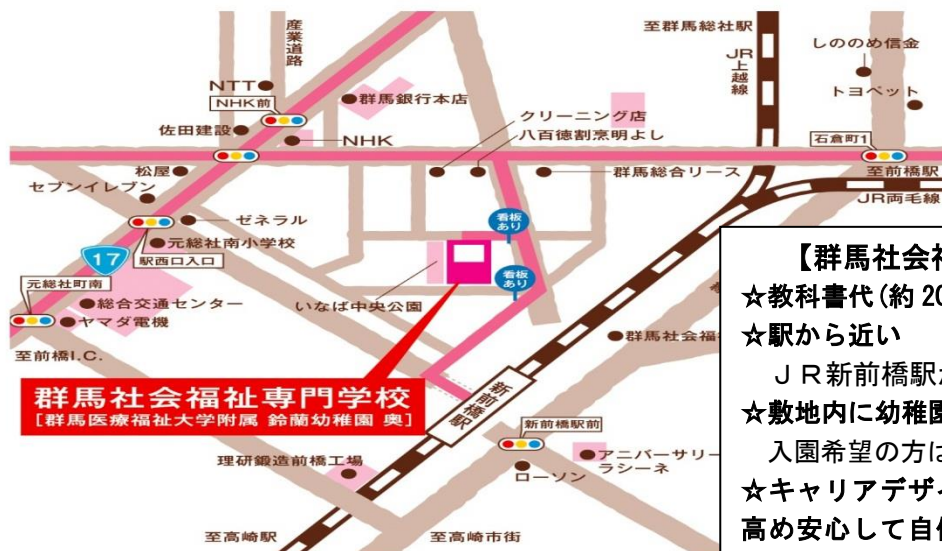 産業道路
至群馬総社駅
JR上越線
しののめ信金
トヨペット
NTT
NHK前
群馬銀行本店
クリーニング店
八百徳割烹明よし
佐田建設
NHK
石倉町1
松屋
群馬総合リース
至前橋駅
セブンイレブン
JR両毛線
ゼネラル
看板あり
元総社南小学校
17
駅西口入口
看板あり
元総社町南
総合交通センター
いなば中央公園
ヤマダ電機
群馬社会福
至前橋I.C.
群馬社会福祉専門学校
[群馬医療福祉大学附属 鈴蘭幼稚園 奥]
新前橋駅
新前橋駅前
理研鍛造前橋工場
アニバーサリー
ラシーネ
ローソン
至高崎駅
至高崎市街
【群馬社会福
☆教科書代(約20
☆駅から近い
JR新前橋駅
☆敷地内に幼稚園
入園希望の方は
☆キャリアデザイ
高め安心して自信